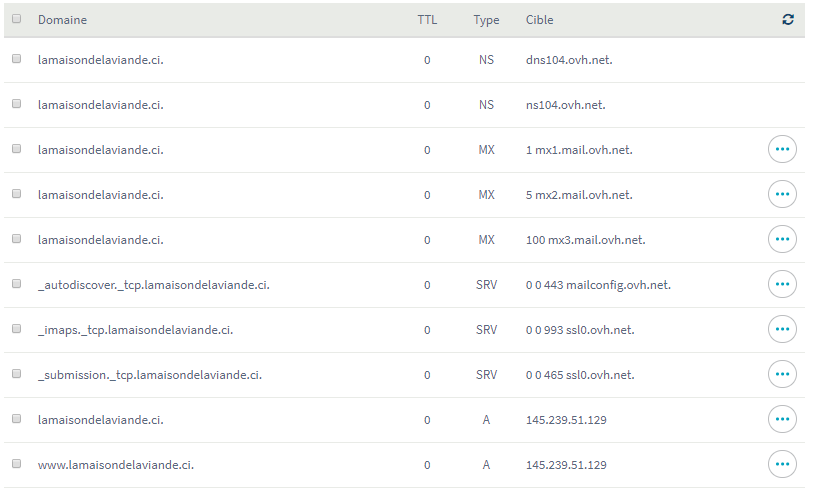 Domaine TTL Type Cible
lamaisondelaviande.ci. 0 NS dns104.ovh.net.
lamaisondelaviande.ci. 0 NS ns104.ovh.net.
lamaisondelaviande.ci. 0 MX 1 mx1.mail.ovh.net.
lamaisondelaviande.ci. 0 MX 5 mx2.mail.ovh.net.
lamaisondelaviande.ci. 0 MX 100 mx3.mail.ovh.net.
_autodiscover._tcp.lamaisondelaviande.ci. 0 SRV 0 0 443 mailconfig.ovh.net.
_imaps._tcp.lamaisondelaviande.ci. 0 SRV 0 0 993 ssl0.ovh.net.
_submission._tcp.lamaisondelaviande.ci. 0 SRV 0 0 465 ssl0.ovh.net.
lamaisondelaviande.ci. 0 A 145.239.51.129
www.lamaisondelaviande.ci. 0 A 145.239.51.129